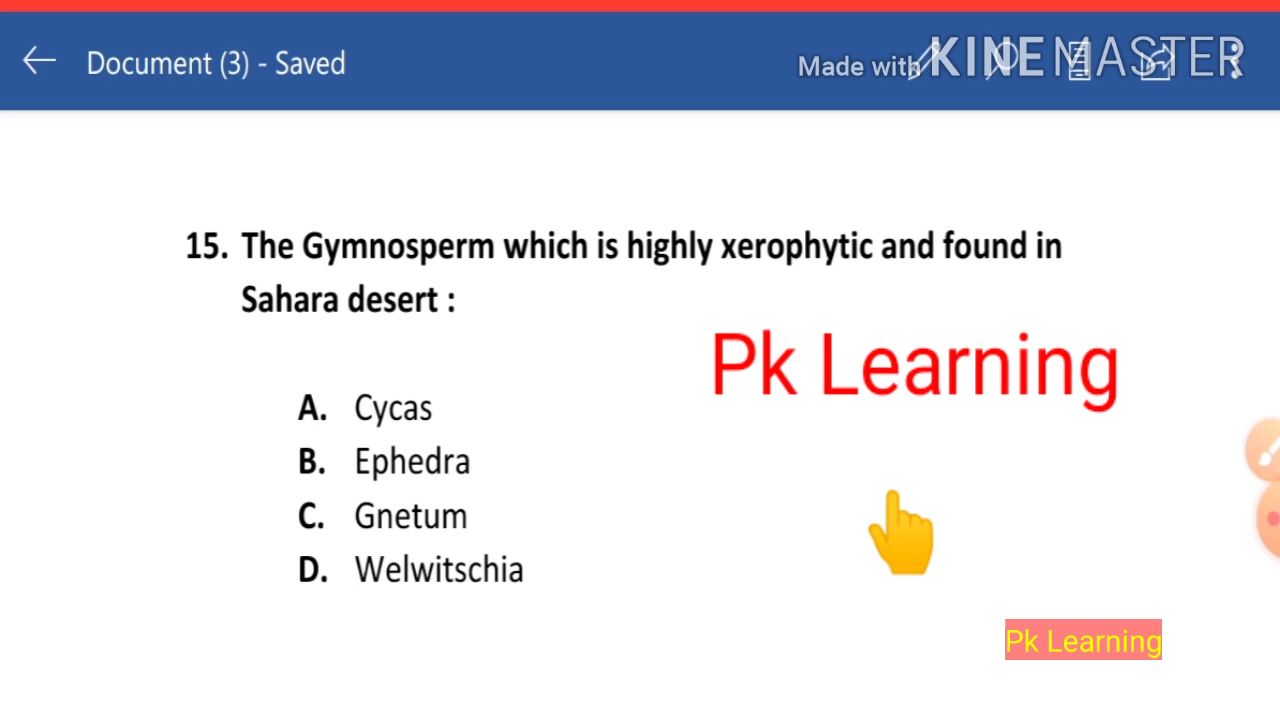 Document (3) - Saved
Made with KINEMASTER
15. The Gymnosperm which is highly xerophytic and found in
Sahara desert :
Pk Learning
A. Cycas
B. Ephedra
C. Gnetum
D. Welwitschia
Pk Learning